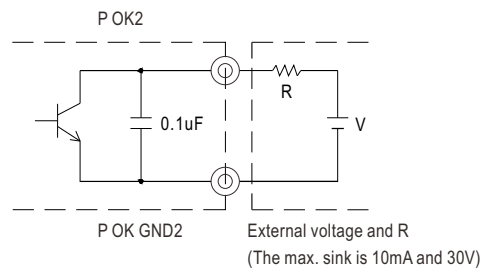 P OK2
R
0.1uF
V
P OK GND2
External voltage and R
(The max. sink is 10mA and 30V)